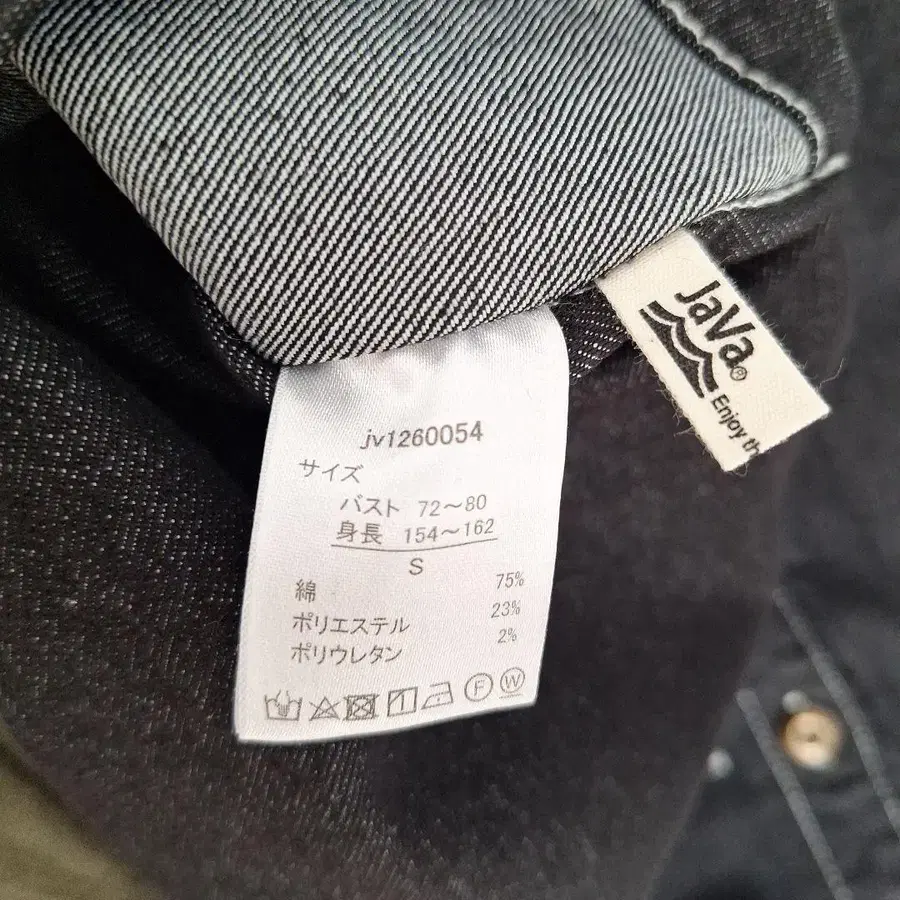 jv1260054
サイズ
バスト 72～80
身長 154～162
S
綿 75%
ポリエステル 23%
ポリウレタン 2%
F W
JaVa®
Enjoy